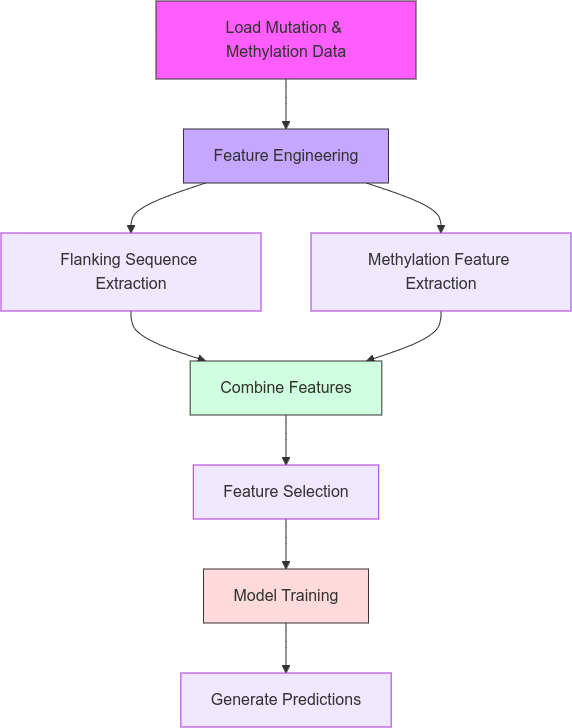 Load Mutation &
Methylation Data
Feature Engineering
Flanking Sequence
Extraction
Methylation Feature
Extraction
Combine Features
Feature Selection
Model Training
Generate Predictions